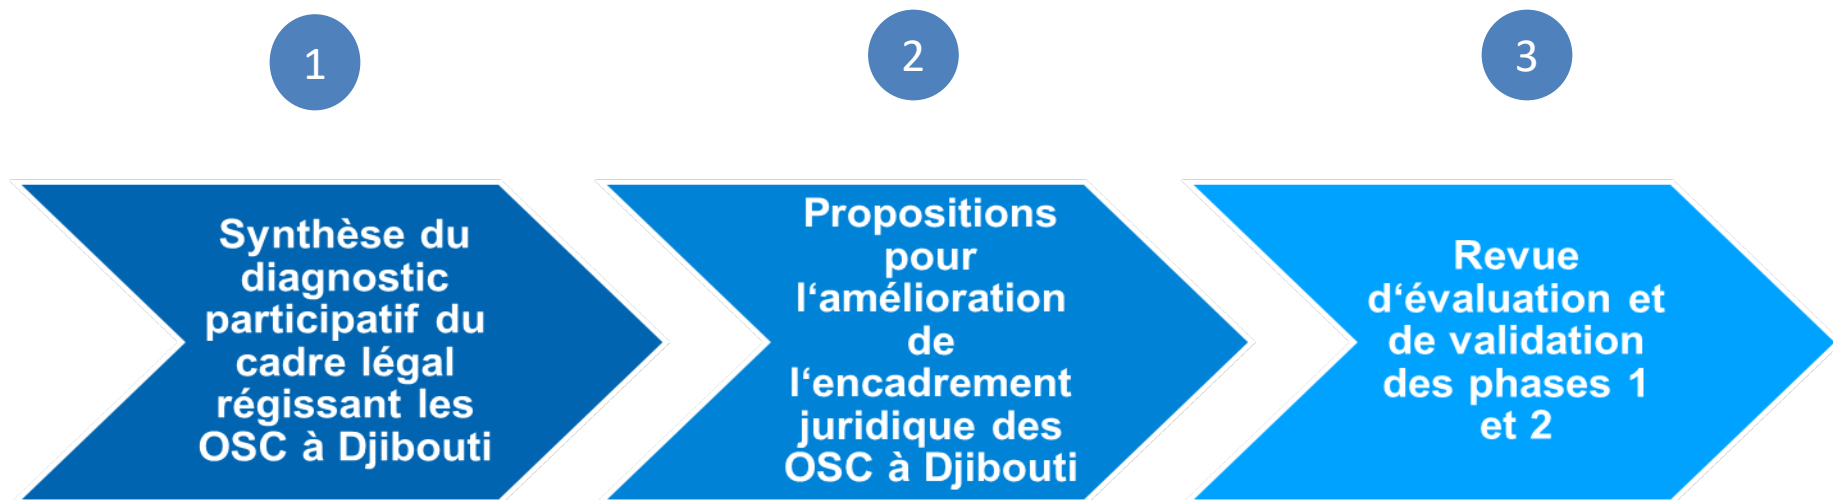 1
2
3
Synthèse du
diagnostic
participatif du
cadre légal
régissant les
OSC à Djibouti
Propositions
pour
l‘amélioration
de
l‘encadrement
juridique des
OSC à Djibouti
Revue
d‘évaluation et
de validation
des phases 1
et 2